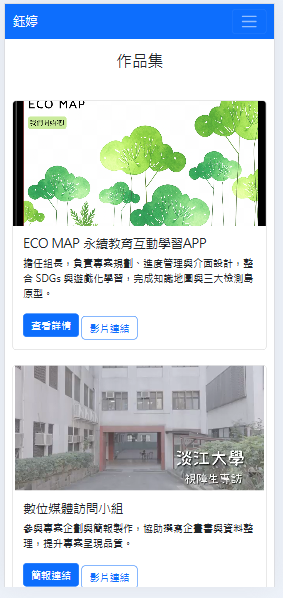 鈺婷
作品集
ECO MAP
我們開始吧!
ECO MAP 永續教育互動學習APP
擔任組長，負責專案規劃、進度管理與介面設計，整
合 SDGs 與遊戲化學習，完成知識地圖與三大檢測島
原型。
查看詳情
影片連結
淡江大學
視障生專訪
數位媒體訪問小組
參與專案企劃與簡報製作，協助撰寫企畫書與資料整
理，提升專案呈現品質。
簡報連結
影片連結